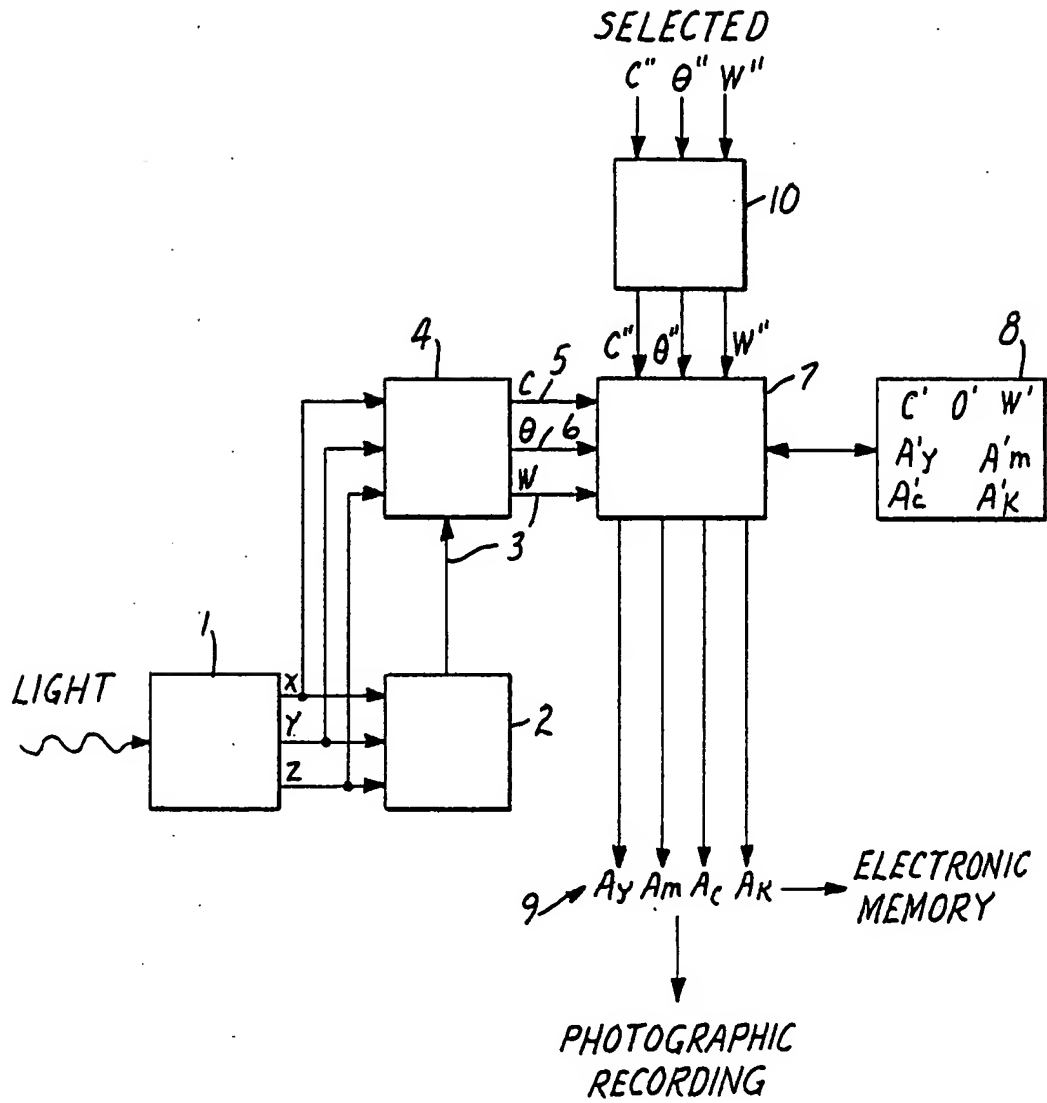 SELECTED
C" θ" W"
10
C" θ" W"
4
C 5
θ 6
W
3
7
8
C' O' W'
A'y A'm
A'c A'K
1
LIGHT
X
Y
Z
2
9 Ay Am Ac AK
ELECTRONIC
MEMORY
PHOTOGRAPHIC
RECORDING